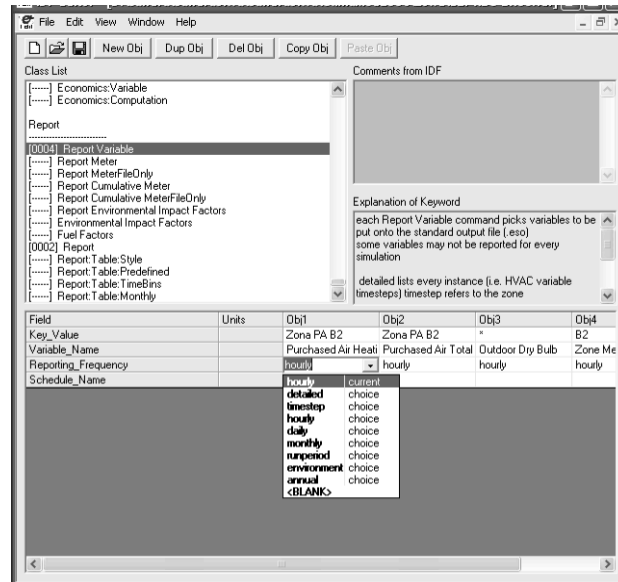 File Edit View Window Help
New Obj Dup Obj Del Obj Copy Obj Paste Obj
Class List
[------] Economics:Variable
[------] Economics:Computation
Report
--------------------------
[0004] Report Variable
[------] Report Meter
[------] Report MeterFileOnly
[------] Report Cumulative Meter
[------] Report Cumulative MeterFileOnly
[------] Report Environmental Impact Factors
[------] Environmental Impact Factors
[------] Fuel Factors
[0002] Report
[------] Report:Table:Style
[------] Report:Table:Predefined
[------] Report:Table:TimeBins
[------] Report:Table:Monthly
Comments from IDF
Explanation of Keyword
each Report Variable command picks variables to be
put onto the standard output file (.eso)
some variables may not be reported for every
simulation
detailed lists every instance (i.e. HVAC variable
timesteps) timestep refers to the zone
Field Units Obj1 Obj2 Obj3 Obj4
Key_Value Zona PA B2 Zona PA B2 * B2
Variable_Name Purchased Air Heati Purchased Air Total Outdoor Dry Bulb Zone Me
Reporting_Frequency hourly hourly hourly hourly
Schedule_Name
hourly current
detailed choice
timestep choice
hourly choice
daily choice
monthly choice
runperiod choice
environment choice
annual choice
<BLANK>